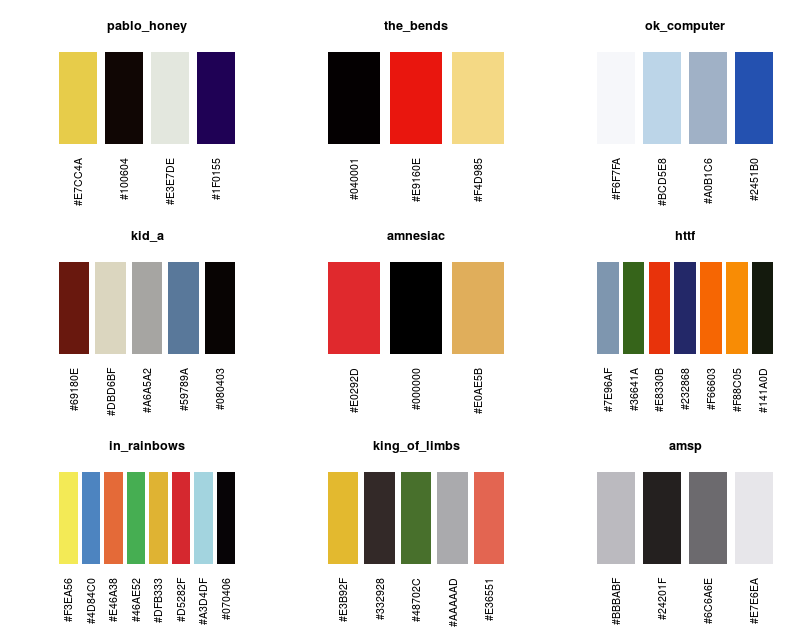 pablo_honey
#E7CC4A
#100604
#E3E7DE
#1F0155
the_bends
#040001
#E9160E
#F4D985
ok_computer
#F6F7FA
#BCD5E8
#A0B1C6
#2451B0
kid_a
#69180E
#DBD6BF
#A6A5A2
#59789A
#080403
amnesiac
#E0292D
#000000
#E0AE5B
httf
#7E96AF
#36641A
#E8330B
#232868
#F66603
#F88C05
#141A0D
in_rainbows
#F3EA56
#4D84C0
#E46A38
#46AE52
#DFB333
#D5282F
#A3D4DF
#070406
king_of_limbs
#E3B92F
#332928
#48702C
#AAAAAD
#E36551
amsp
#BBBABF
#24201F
#6C6A6E
#E7E6EA